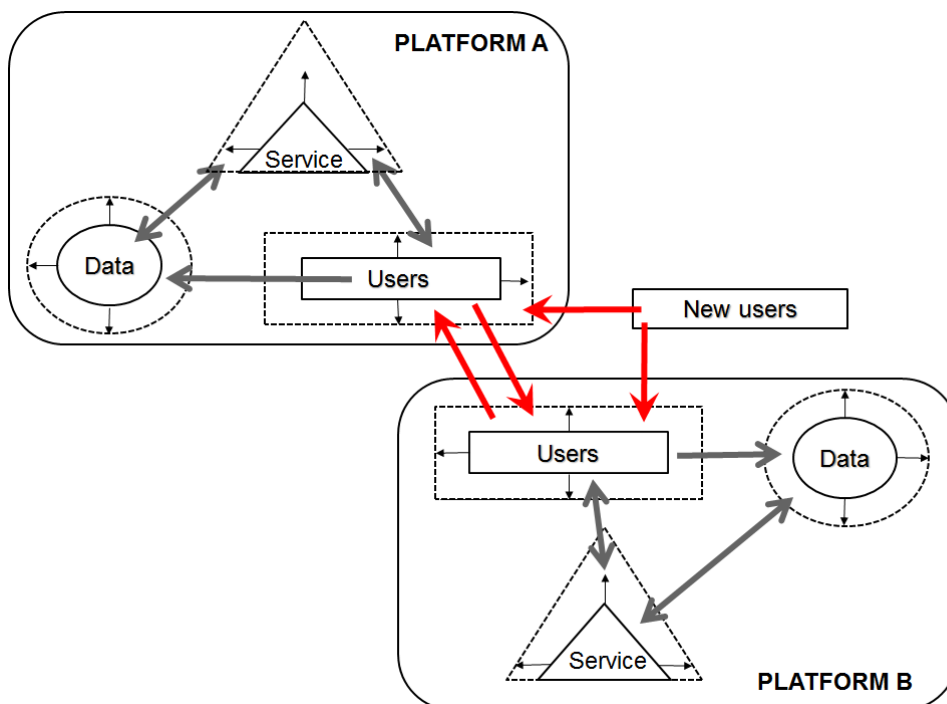 PLATFORM A
Service
Data
Users
New users
Users
Data
Service
PLATFORM B